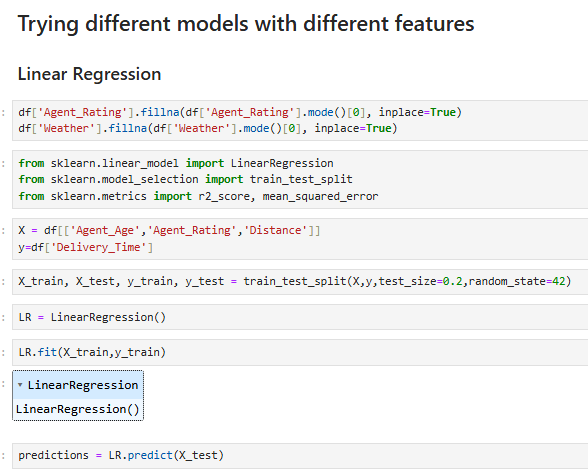 Trying different models with different features
Linear Regression
: df['Agent_Rating'].fillna(df['Agent_Rating'].mode()[0], inplace=True)
df['Weather'].fillna(df['Weather'].mode()[0], inplace=True)
: from sklearn.linear_model import LinearRegression
from sklearn.model_selection import train_test_split
from sklearn.metrics import r2_score, mean_squared_error
: X = df[['Agent_Age','Agent_Rating','Distance']]
y=df['Delivery_Time']
: X_train, X_test, y_train, y_test = train_test_split(X,y,test_size=0.2,random_state=42)
: LR = LinearRegression()
: LR.fit(X_train,y_train)
: ▾ LinearRegression
LinearRegression()
: predictions = LR.predict(X_test)